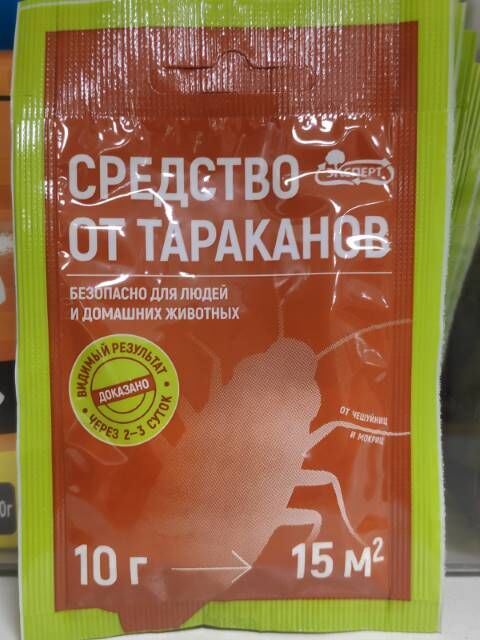 СРЕДСТВО
ЭКСПЕРТ
ОТ ТАРАКАНОВ
БЕЗОПАСНО ДЛЯ ЛЮДЕЙ
И ДОМАШНИХ ЖИВОТНЫХ
ВИДИМЫЙ РЕЗУЛЬТАТ
ДОКАЗАНО
• ЧЕРЕЗ 2-3 СУТОК •
ОТ ЧЕШУЙНИЦ
И МОКРИЦ
10 г → 15 м²